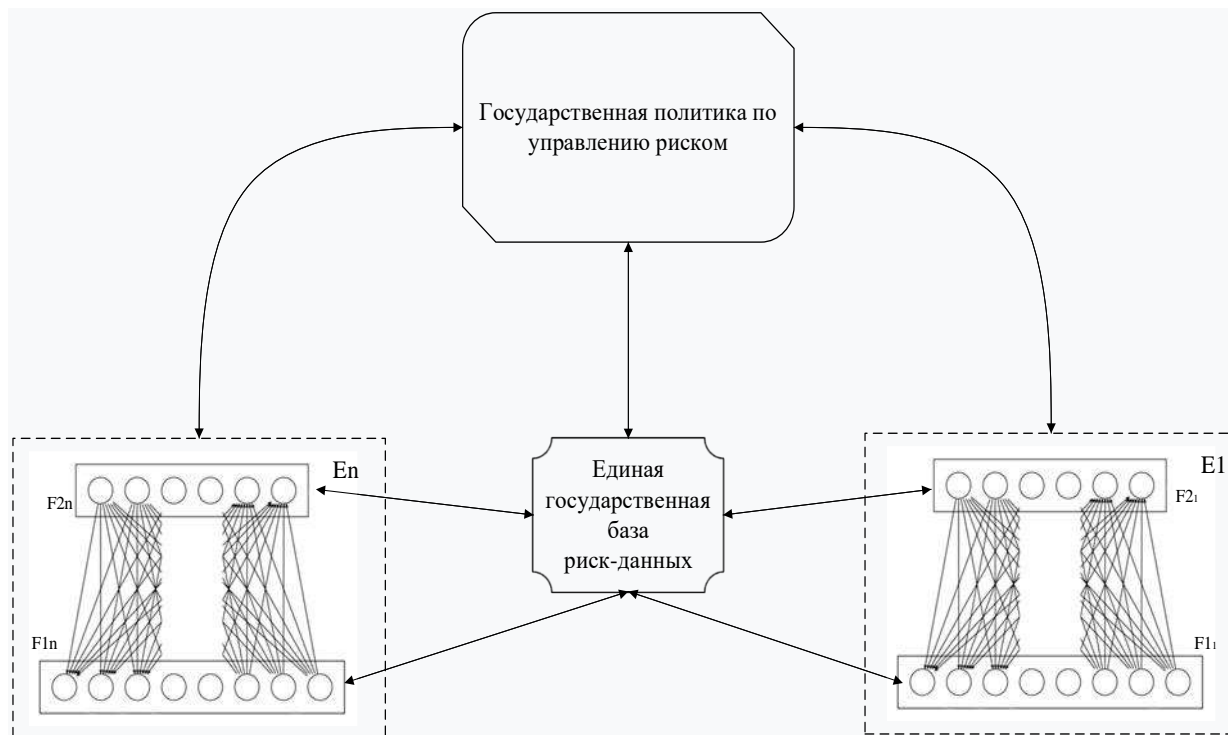 Государственная политика по
управлению риском
En
F2n
F1n
Единая
государственная
база
риск-данных
E1
F2₁
F1₁